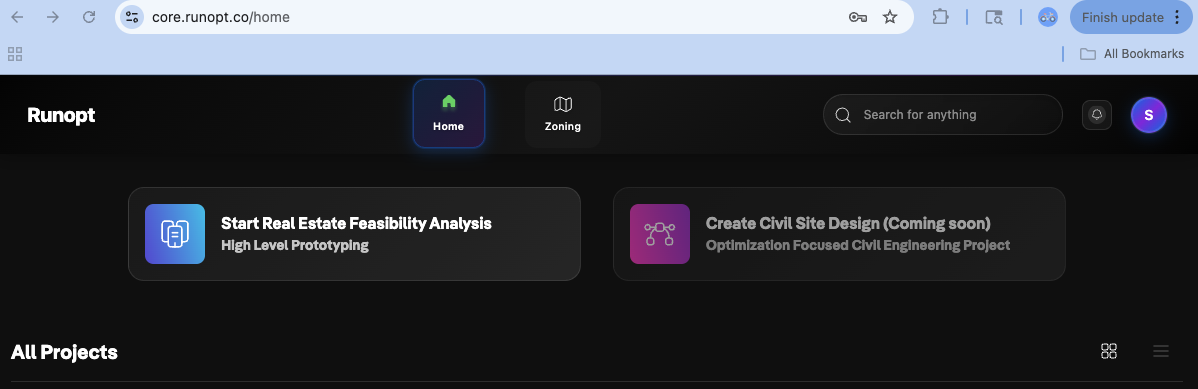 core.runopt.co/home
Finish update
All Bookmarks
Runopt
Home
Zoning
Search for anything
S
Start Real Estate Feasibility Analysis
High Level Prototyping
Create Civil Site Design (Coming soon)
Optimization Focused Civil Engineering Project
All Projects